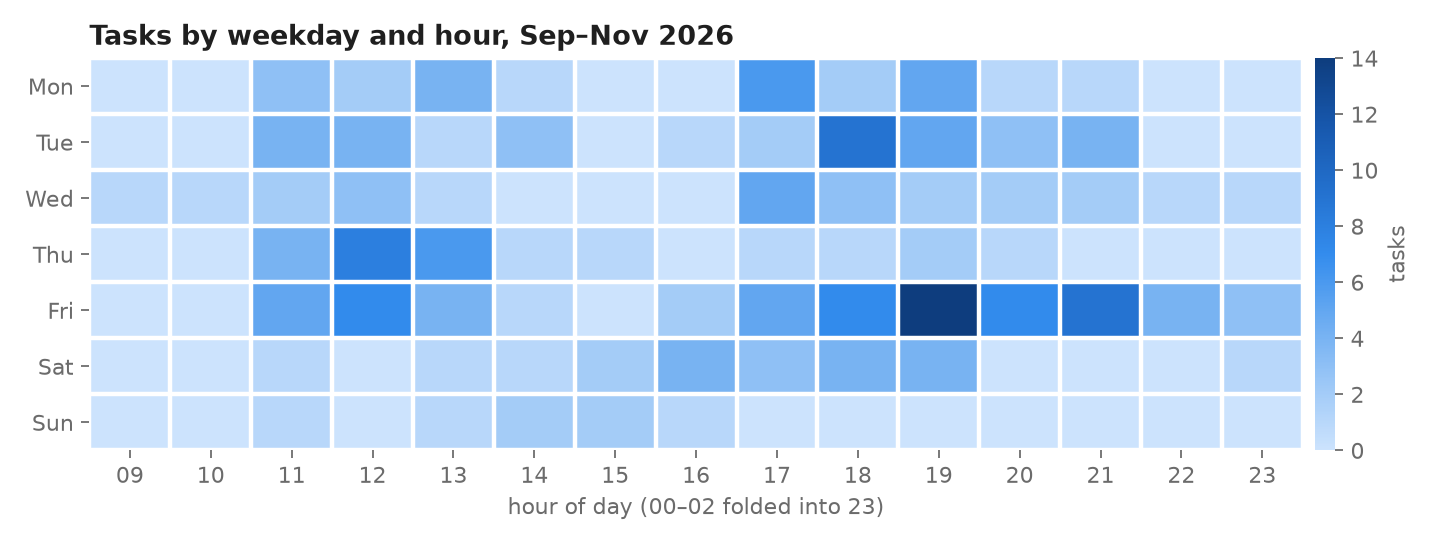 Tasks by weekday and hour, Sep–Nov 2026
Mon
Tue
Wed
Thu
Fri
Sat
Sun
09 10 11 12 13 14 15 16 17 18 19 20 21 22 23
hour of day (00–02 folded into 23)
14
12
10
8
6
4
2
0
tasks